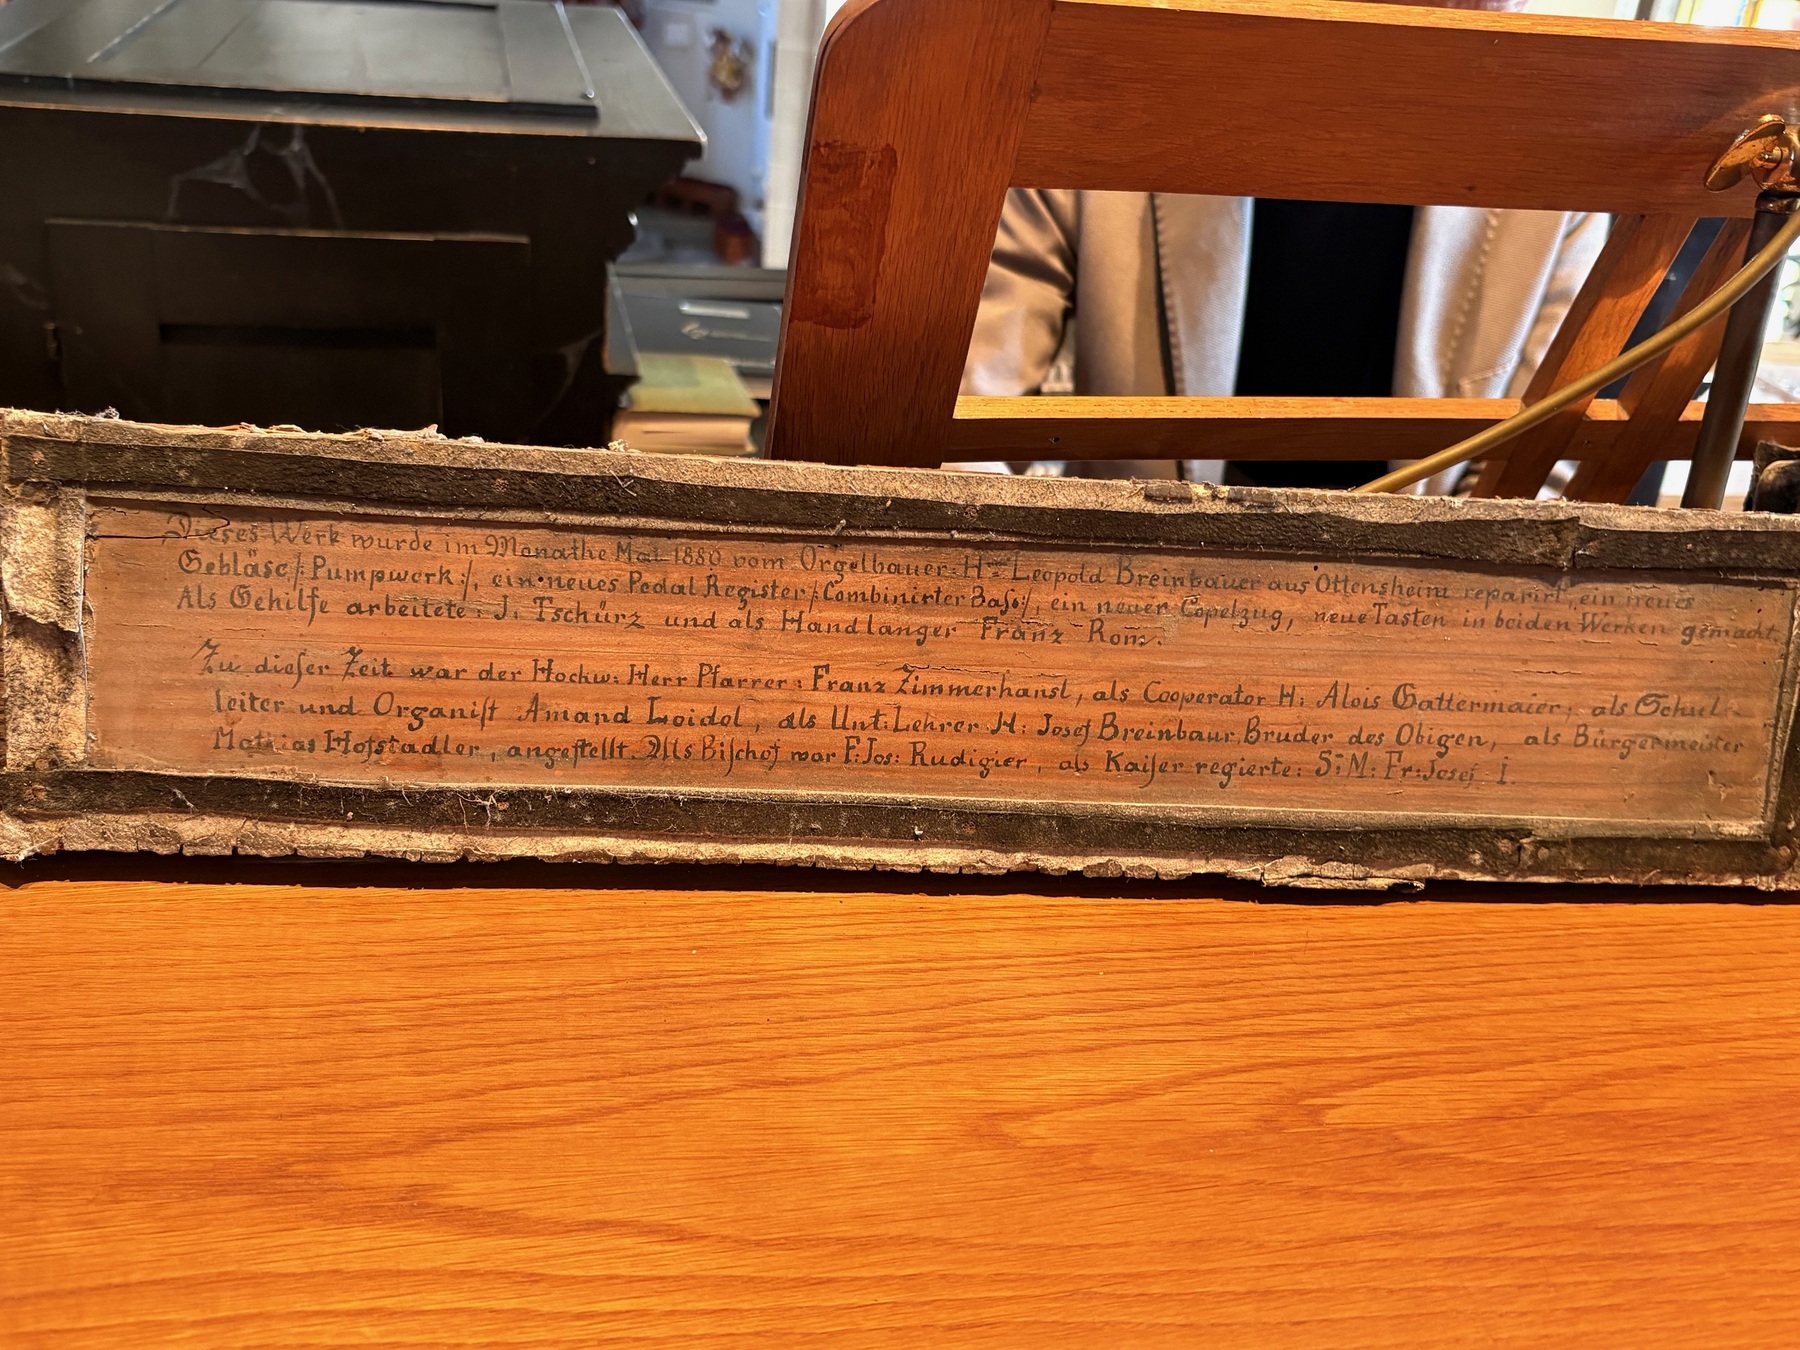 Dieses Werk wurde im Monathe Mai 1880 vom Orgelbauer: H= Leopold Breinbauer aus Ottensheim reparirt, ein neues
Gebläse/:Pumpwerk:/, ein neues Pedal Register/:Combinirter Baſs:/, ein neuer Copelzug, neue Tasten in beiden Werken gemacht.
Als Gehilfe arbeitete: J. Tschürz und als Handlanger Franz
Zu dieſer Zeit war der Hochw: Herr Pfarrer: Franz Zimmerhansl, als Cooperator H: Alois Gattermaier, als Schul-
leiter und Organiſt Amand Loidol, als Unt: Lehrer H: Josef Breinbaur, Bruder des Obigen, als Bürgermeister
Mathias Hofstadler, angeſtellt. Als Biſchof war F: Jos: Rudigier, als Kaiſer regierte: S: M: Fr: Josef I.